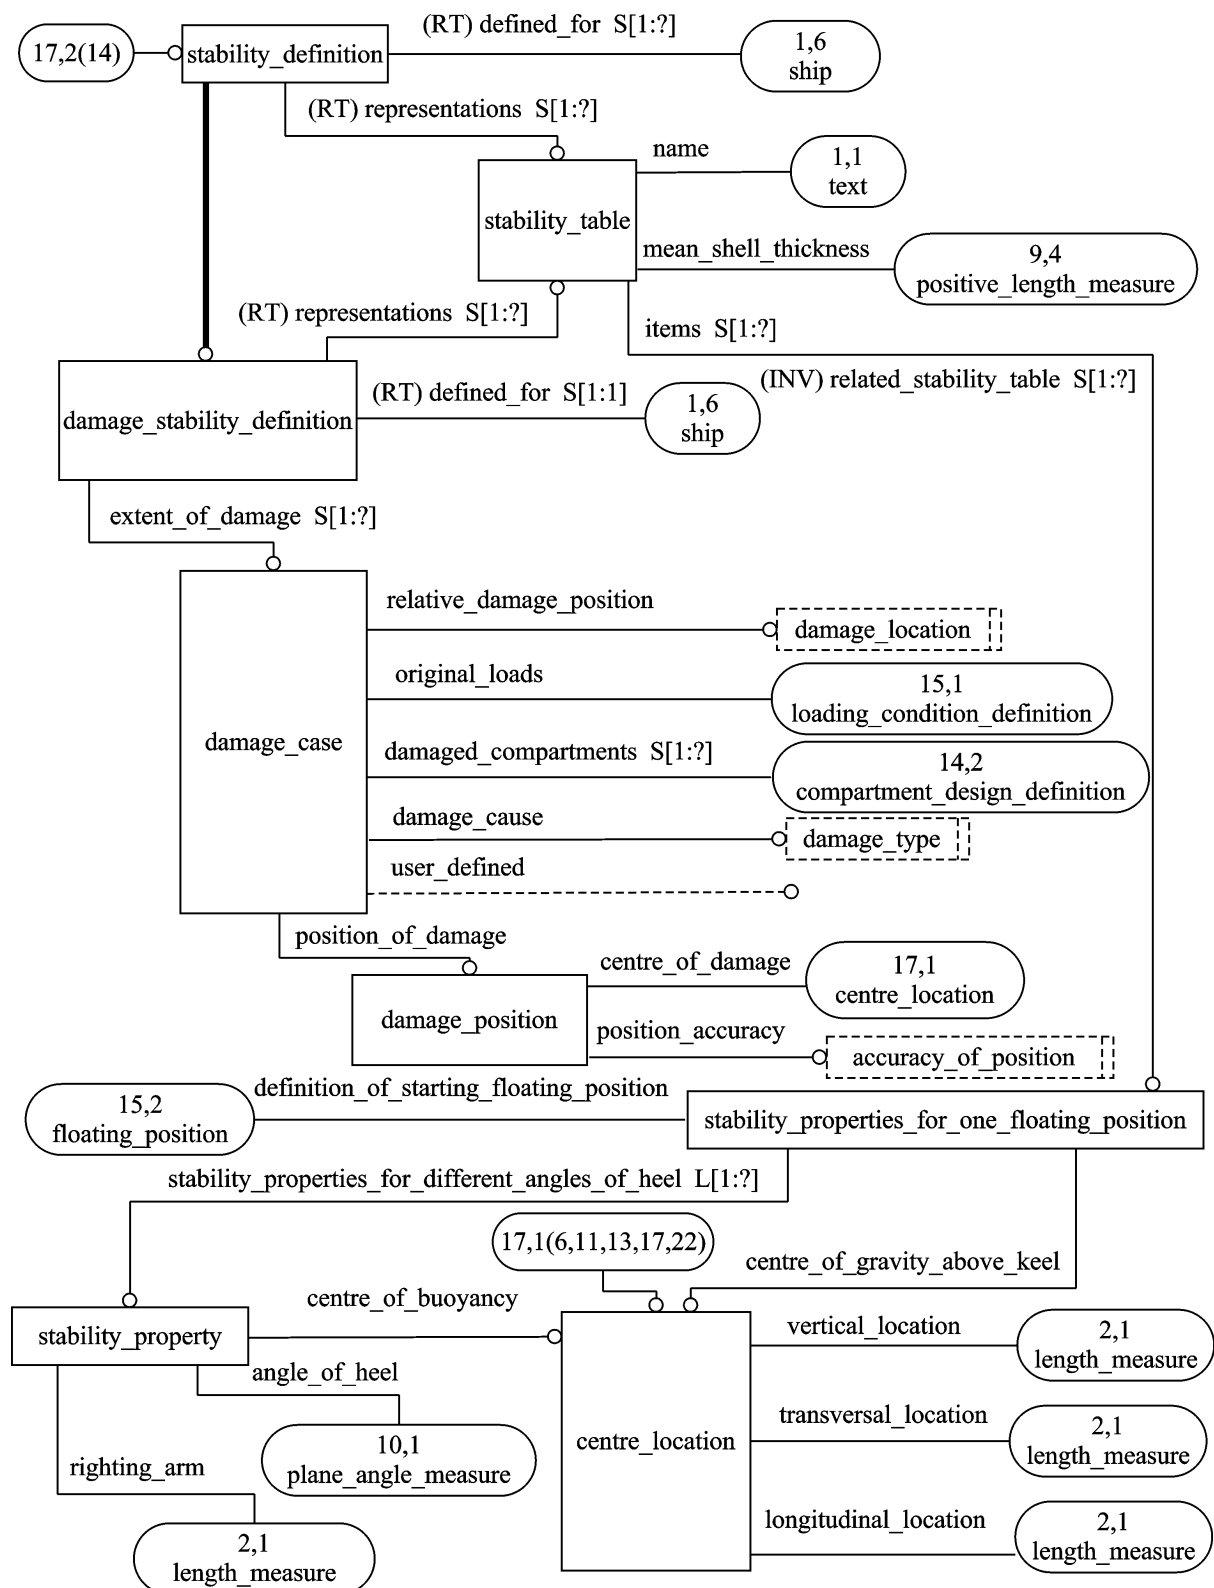 (RT) defined_for S[1:?]
17,2(14)
stability_definition
1,6
ship
(RT) representations S[1:?]
name
1,1
text
stability_table
mean_shell_thickness
9,4
positive_length_measure
(RT) representations S[1:?]
items S[1:?]
(INV) related_stability_table S[1:?]
(RT) defined_for S[1:1]
1,6
ship
damage_stability_definition
extent_of_damage S[1:?]
relative_damage_position
damage_location
original_loads
15,1
loading_condition_definition
damage_case
damaged_compartments S[1:?]
14,2
compartment_design_definition
damage_cause
damage_type
user_defined
position_of_damage
centre_of_damage
17,1
centre_location
damage_position
position_accuracy
accuracy_of_position
definition_of_starting_floating_position
15,2
floating_position
stability_properties_for_one_floating_position
stability_properties_for_different_angles_of_heel L[1:?]
17,1(6,11,13,17,22)
centre_of_gravity_above_keel
centre_of_buoyancy
stability_property
vertical_location
2,1
length_measure
angle_of_heel
transversal_location
2,1
length_measure
centre_location
10,1
plane_angle_measure
righting_arm
longitudinal_location
2,1
length_measure
2,1
length_measure